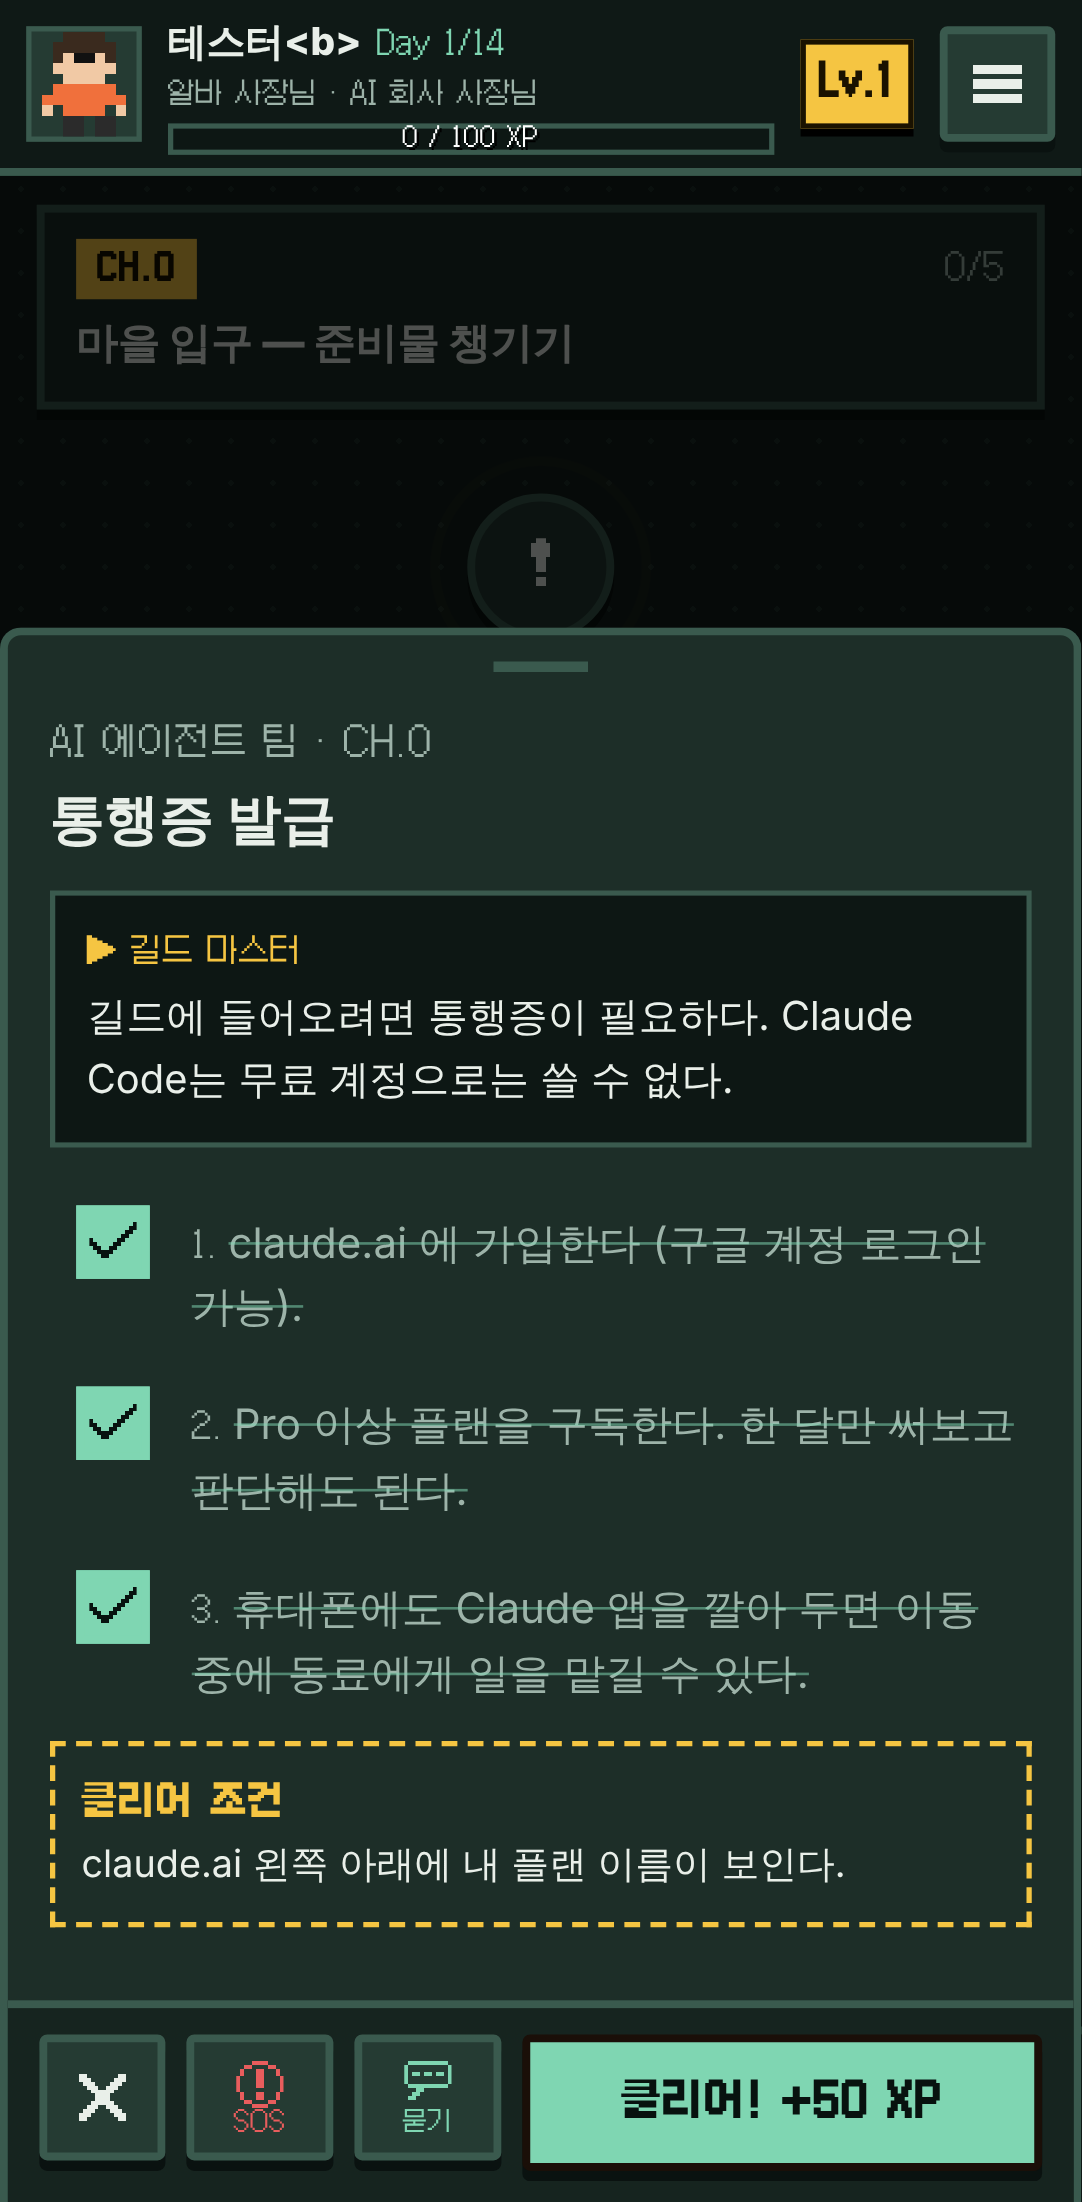 테스터<b> Day 1/14
알바 사장님 · AI 회사 사장님
0 / 100 XP
Lv.1
CH.0
0/5
마을 입구 — 준비물 챙기기
!
AI 에이전트 팀 · CH.0
통행증 발급
▶ 길드 마스터
길드에 들어오려면 통행증이 필요하다. Claude
Code는 무료 계정으로는 쓸 수 없다.
1. claude.ai 에 가입한다 (구글 계정 로그인
가능).
2. Pro 이상 플랜을 구독한다. 한 달만 써보고
판단해도 된다.
3. 휴대폰에도 Claude 앱을 깔아 두면 이동
중에 동료에게 일을 맡길 수 있다.
클리어 조건
claude.ai 왼쪽 아래에 내 플랜 이름이 보인다.
SOS
묻기
클리어! +50 XP